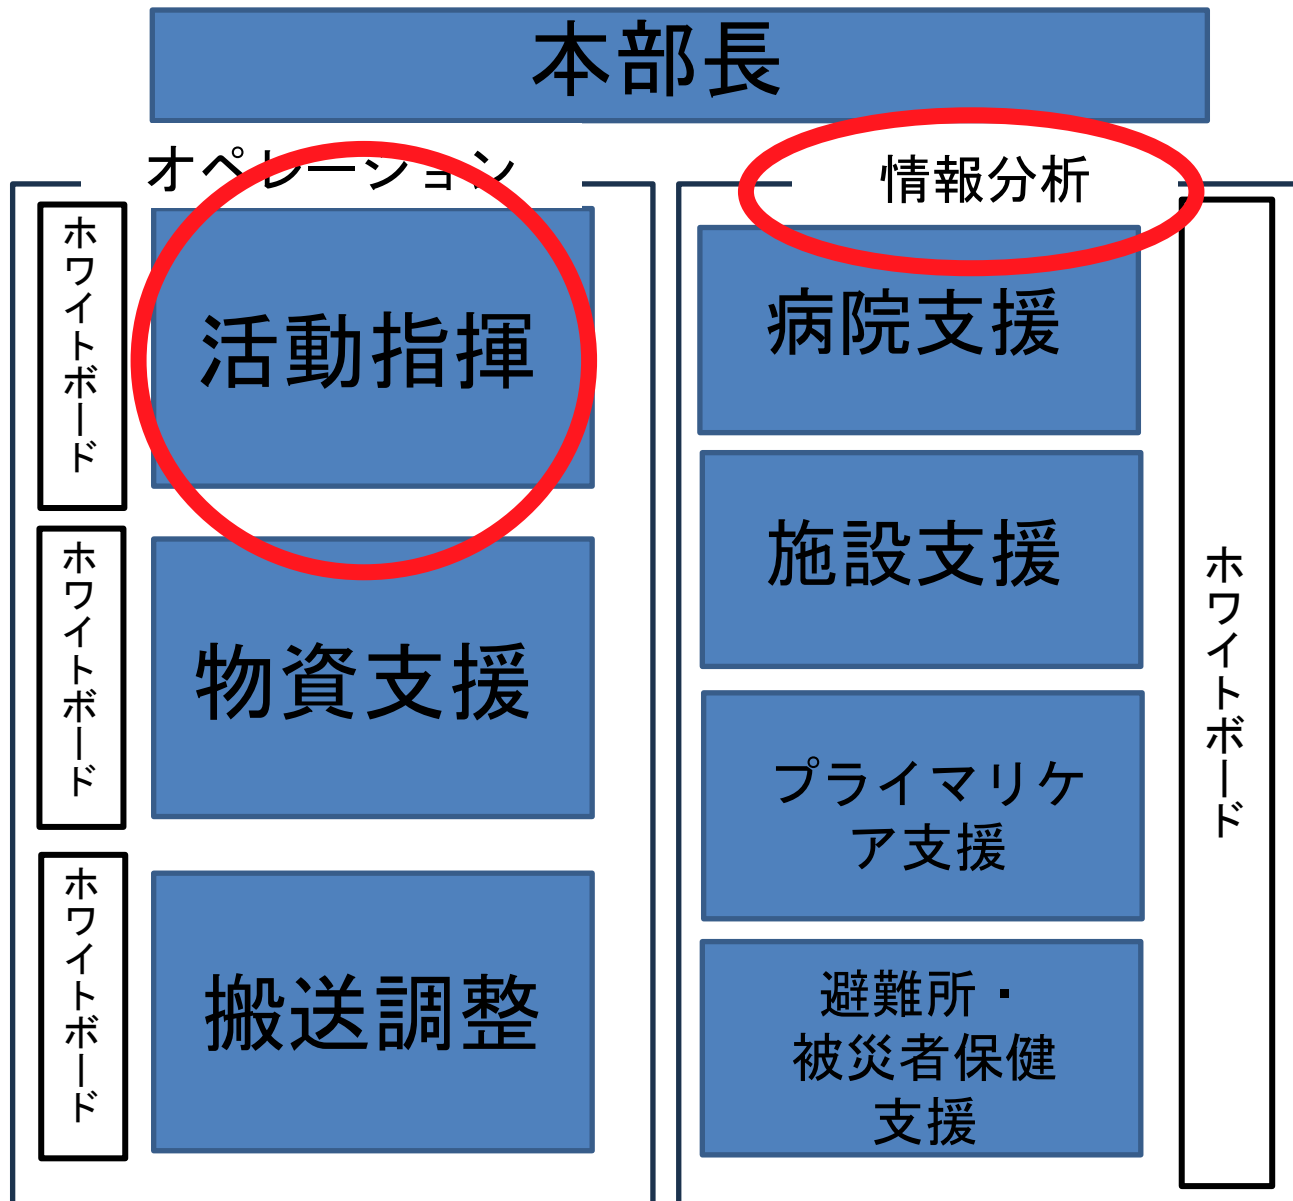 本部長
オペレーション
ホワイトボード
活動指揮
ホワイトボード
物資支援
ホワイトボード
搬送調整
情報分析
病院支援
施設支援
プライマリケ
ア支援
避難所・
被災者保健
支援
ホワイトボード